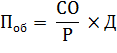 Поб = СО / Р × Д